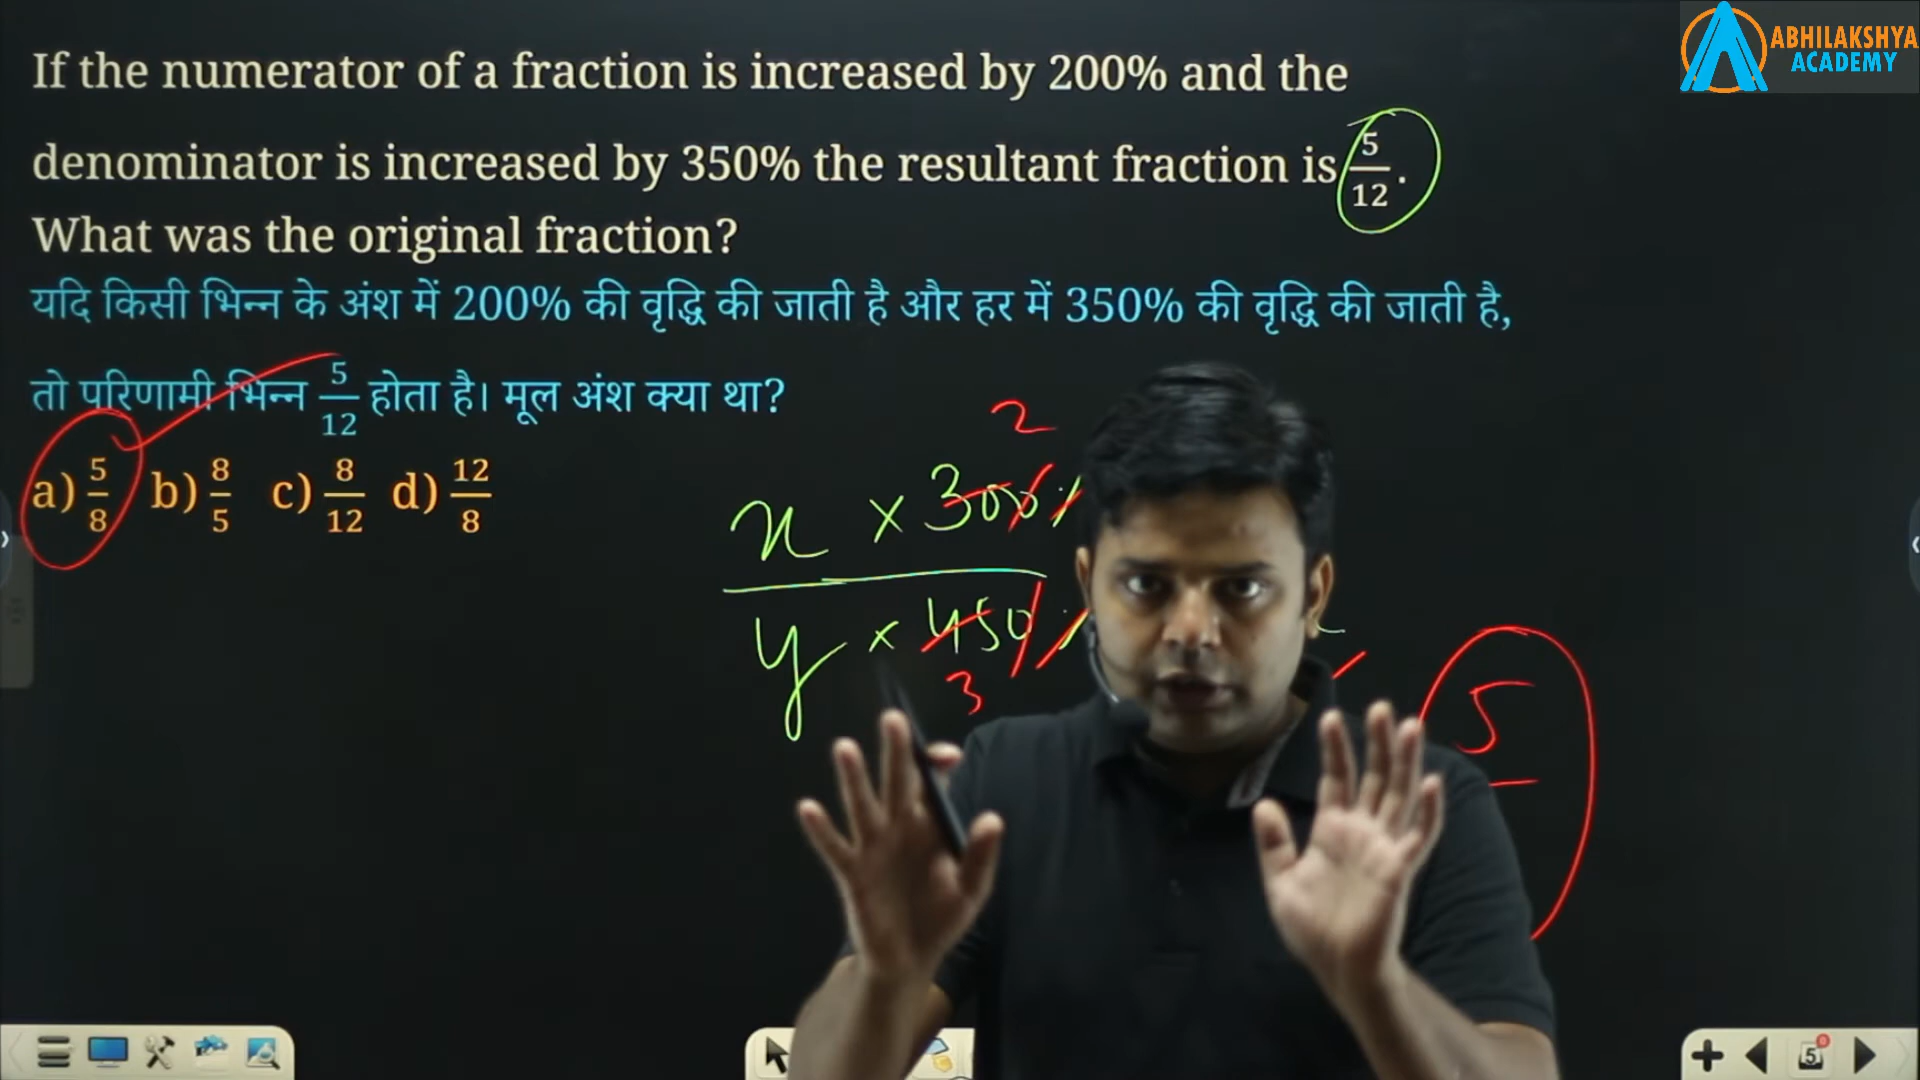 ABHILAKSHYA
ACADEMY
If the numerator of a fraction is increased by 200% and the
denominator is increased by 350% the resultant fraction is 5/12.
What was the original fraction?
यदि किसी भिन्न के अंश में 200% की वृद्धि की जाती है और हर में 350% की वृद्धि की जाती है,
तो परिणामी भिन्न 5/12 होता है। मूल अंश क्या था?
a) 5/8 b) 8/5 c) 8/12 d) 12/8
2
x × 300%
y × 450%
3
5
5